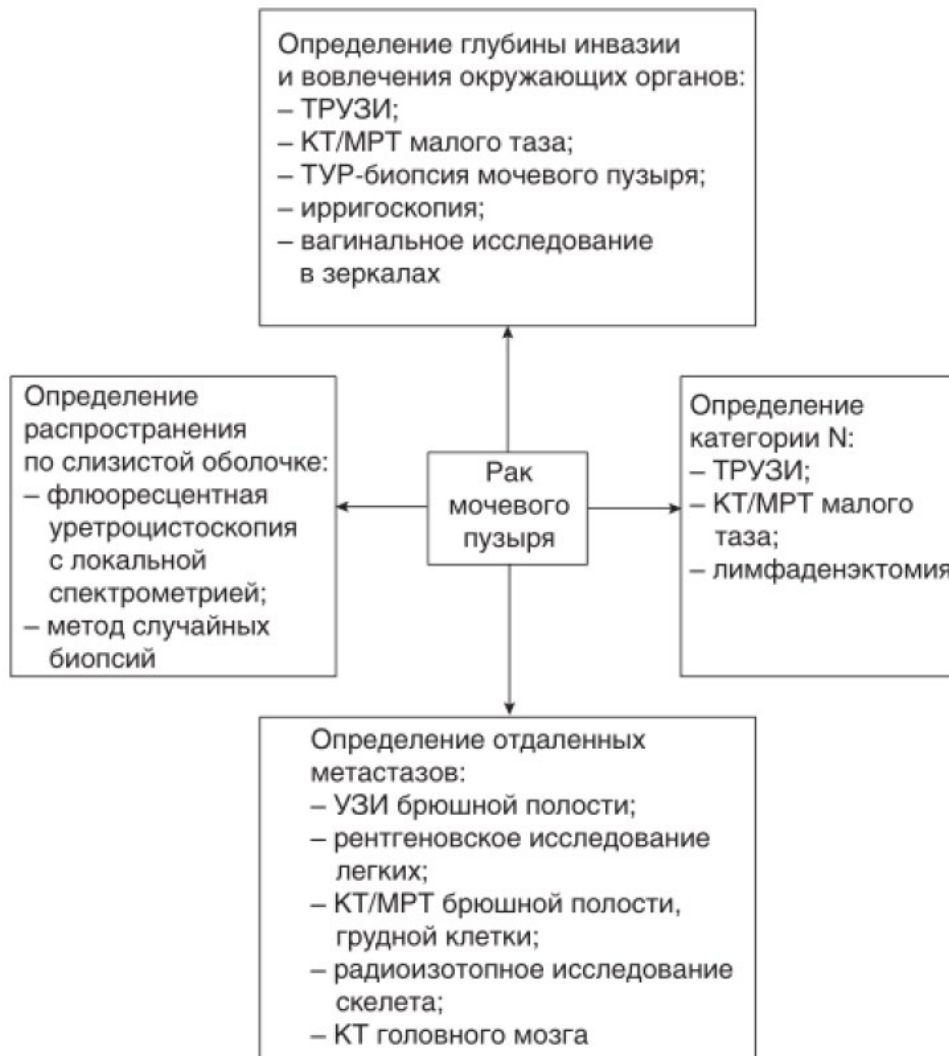 Определение глубины инвазии
и вовлечения окружающих органов:
– ТРУЗИ;
– КТ/МРТ малого таза;
– ТУР-биопсия мочевого пузыря;
– ирригоскопия;
– вагинальное исследование
в зеркалах
Определение
распространения
по слизистой оболочке:
– флюоресцентная
уретроцистоскопия
с локальной
спектрометрией;
– метод случайных
биопсий
Рак
мочевого
пузыря
Определение
категории N:
– ТРУЗИ;
– КТ/МРТ малого
таза;
– лимфаденэктомия
Определение отдаленных
метастазов:
– УЗИ брюшной полости;
– рентгеновское исследование
легких;
– КТ/МРТ брюшной полости,
грудной клетки;
– радиоизотопное исследование
скелета;
– КТ головного мозга